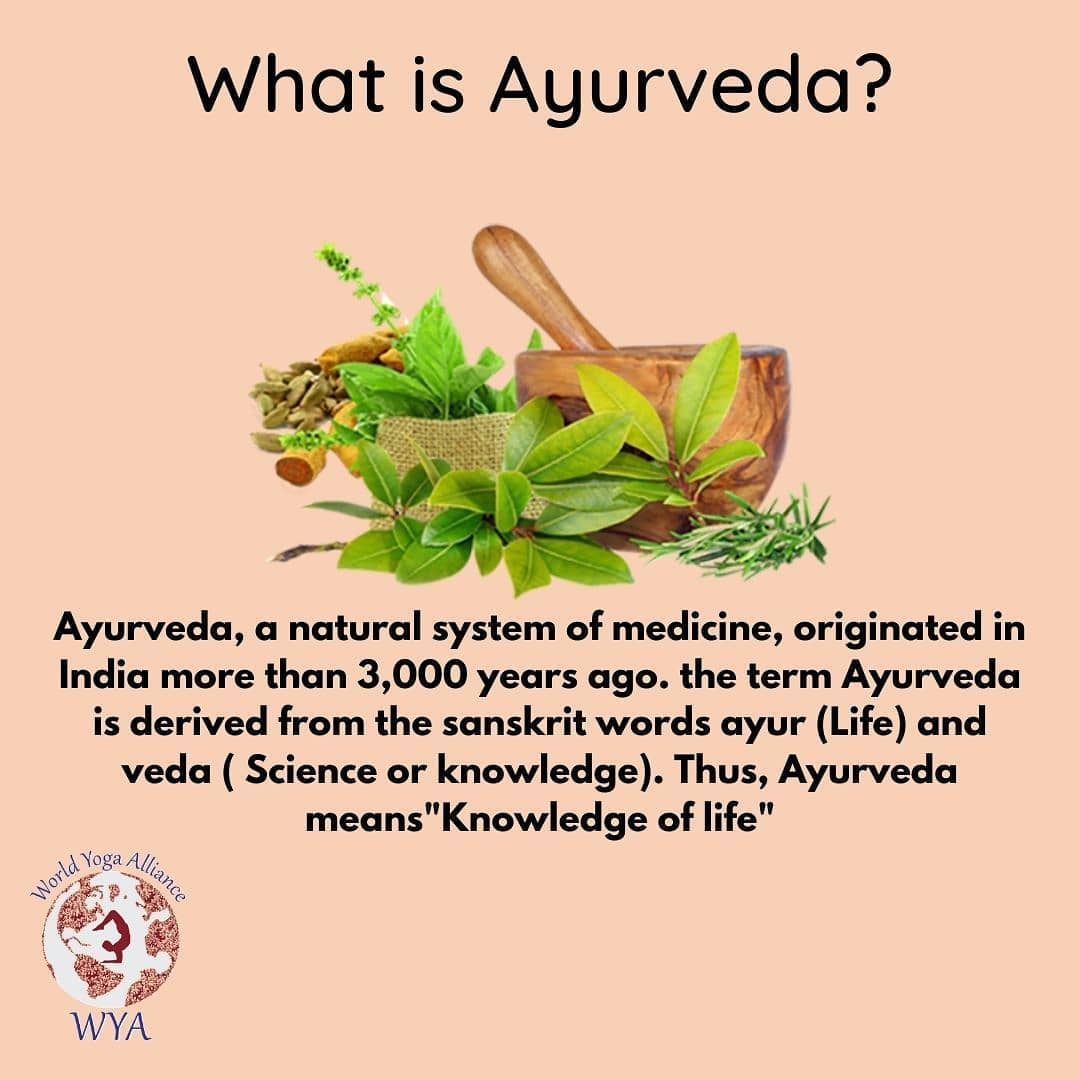 What is Ayurveda?
Ayurveda, a natural system of medicine, originated in
India more than 3,000 years ago. the term Ayurveda
is derived from the sanskrit words ayur (Life) and
veda ( Science or knowledge). Thus, Ayurveda
means"Knowledge of life"
World Yoga Alliance
WYA